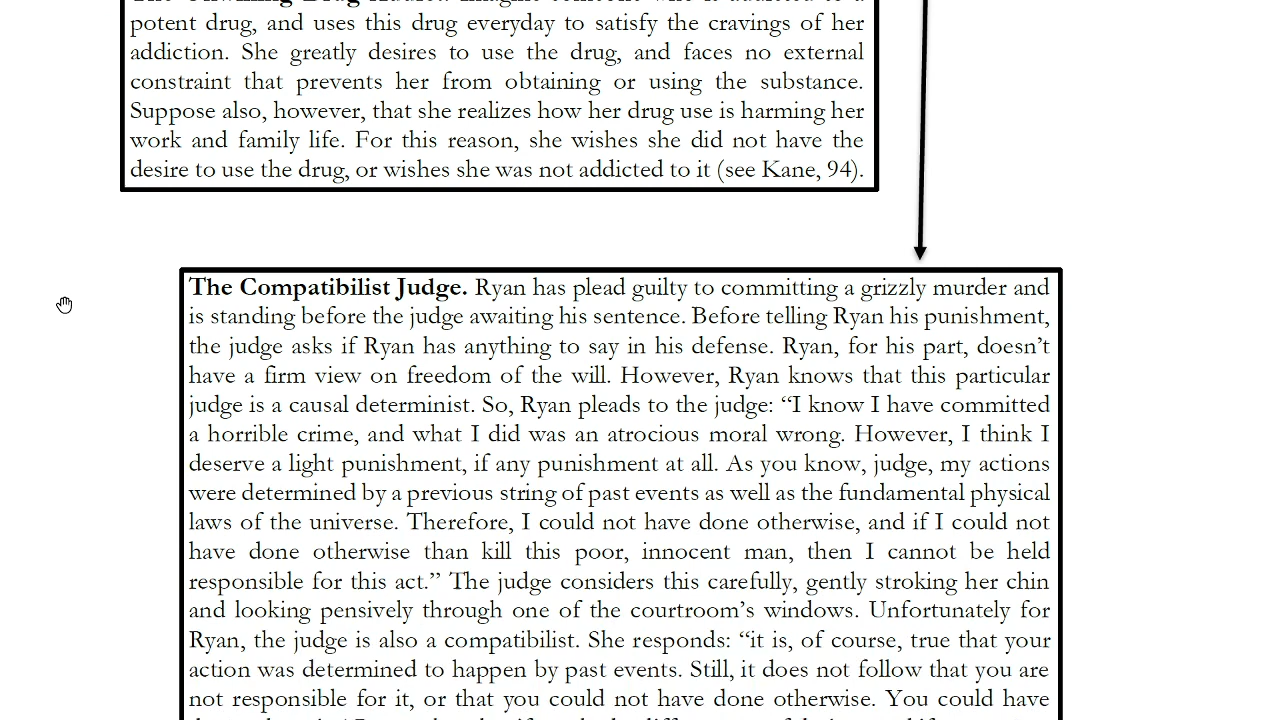 potent drug, and uses this drug everyday to satisfy the cravings of her
addiction. She greatly desires to use the drug, and faces no external
constraint that prevents her from obtaining or using the substance.
Suppose also, however, that she realizes how her drug use is harming her
work and family life. For this reason, she wishes she did not have the
desire to use the drug, or wishes she was not addicted to it (see Kane, 94).
The Compatibilist Judge. Ryan has plead guilty to committing a grizzly murder and
is standing before the judge awaiting his sentence. Before telling Ryan his punishment,
the judge asks if Ryan has anything to say in his defense. Ryan, for his part, doesn’t
have a firm view on freedom of the will. However, Ryan knows that this particular
judge is a causal determinist. So, Ryan pleads to the judge: “I know I have committed
a horrible crime, and what I did was an atrocious moral wrong. However, I think I
deserve a light punishment, if any punishment at all. As you know, judge, my actions
were determined by a previous string of past events as well as the fundamental physical
laws of the universe. Therefore, I could not have done otherwise, and if I could not
have done otherwise than kill this poor, innocent man, then I cannot be held
responsible for this act.” The judge considers this carefully, gently stroking her chin
and looking pensively through one of the courtroom’s windows. Unfortunately for
Ryan, the judge is also a compatibilist. She responds: “it is, of course, true that your
action was determined to happen by past events. Still, it does not follow that you are
not responsible for it, or that you could not have done otherwise. You could have